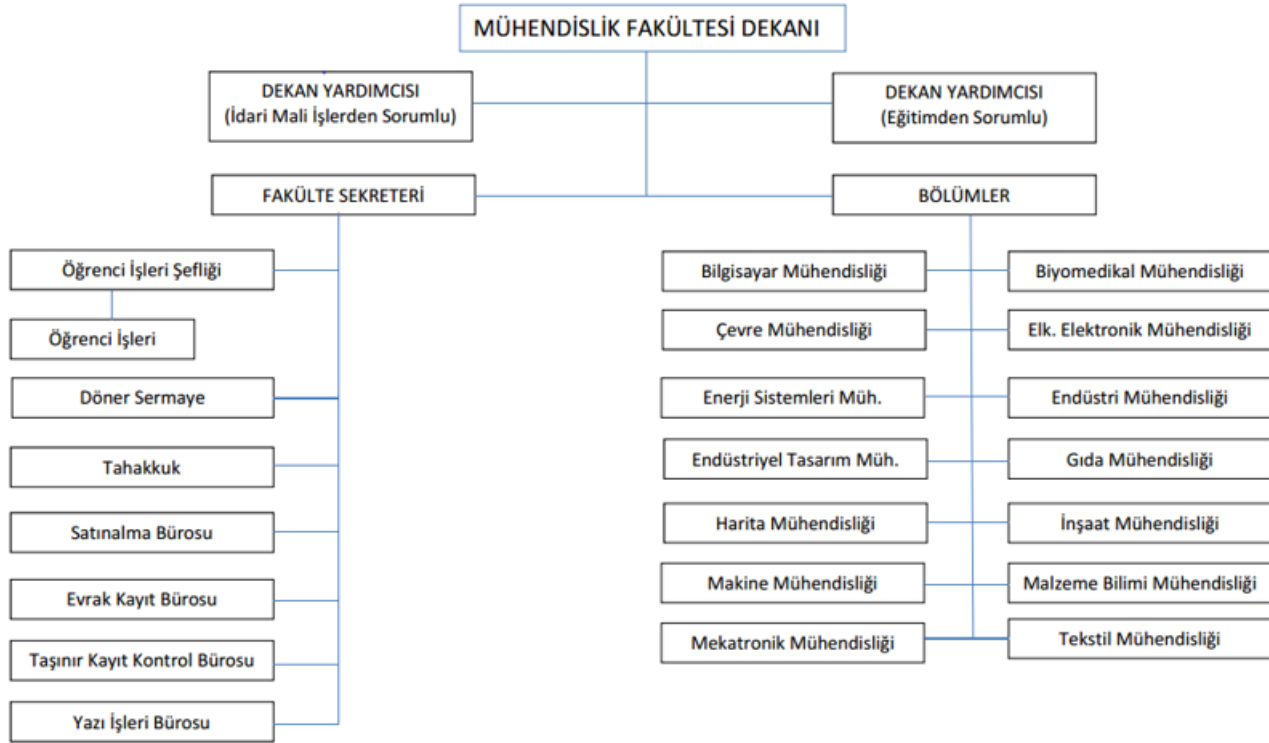 MÜHENDİSLİK FAKÜLTESİ DEKANI
DEKAN YARDIMCISI
(İdari Mali İşlerden Sorumlu)
DEKAN YARDIMCISI
(Eğitimden Sorumlu)
FAKÜLTE SEKRETERİ
BÖLÜMLER
Öğrenci İşleri Şefliği
Öğrenci İşleri
Döner Sermaye
Tahakkuk
Satınalma Bürosu
Evrak Kayıt Bürosu
Taşınır Kayıt Kontrol Bürosu
Yazı İşleri Bürosu
Bilgisayar Mühendisliği
Biyomedikal Mühendisliği
Çevre Mühendisliği
Elk. Elektronik Mühendisliği
Enerji Sistemleri Müh.
Endüstri Mühendisliği
Endüstriyel Tasarım Müh.
Gıda Mühendisliği
Harita Mühendisliği
İnşaat Mühendisliği
Makine Mühendisliği
Malzeme Bilimi Mühendisliği
Mekatronik Mühendisliği
Tekstil Mühendisliği